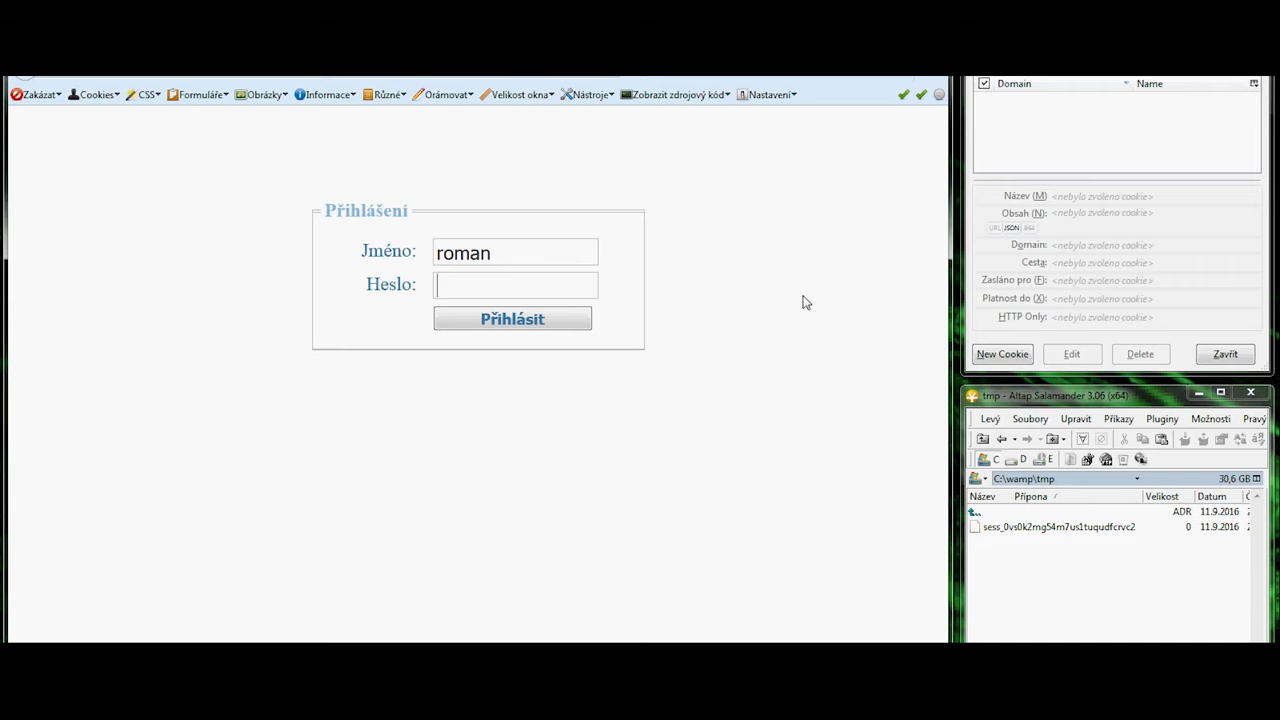 Zakázat Cookies CSS Formuláře Obrázky Informace Různé Orámovat Velikost okna Nástroje Zobrazit zdrojový kód Nastavení
Přihlášení
Jméno: roman
Heslo:
Přihlásit
Domain Name
Název (M) <nebylo zvoleno cookie>
Obsah (N): <nebylo zvoleno cookie>
URL JSON B64
Domain: <nebylo zvoleno cookie>
Cesta: <nebylo zvoleno cookie>
Zasláno pro (F): <nebylo zvoleno cookie>
Platnost do (X): <nebylo zvoleno cookie>
HTTP Only: <nebylo zvoleno cookie>
New Cookie Edit Delete Zavřít
tmp - Altap Salamander 3.06 (x64)
Levý Soubory Upravit Příkazy Pluginy Možnosti Pravý
C D E
C:\wamp\tmp 30,6 GB
Název Přípona Velikost Datum
.. ADR 11.9.2016
sess_0vs0k2mg54m7us1tuqudfcrvc2 0 11.9.2016